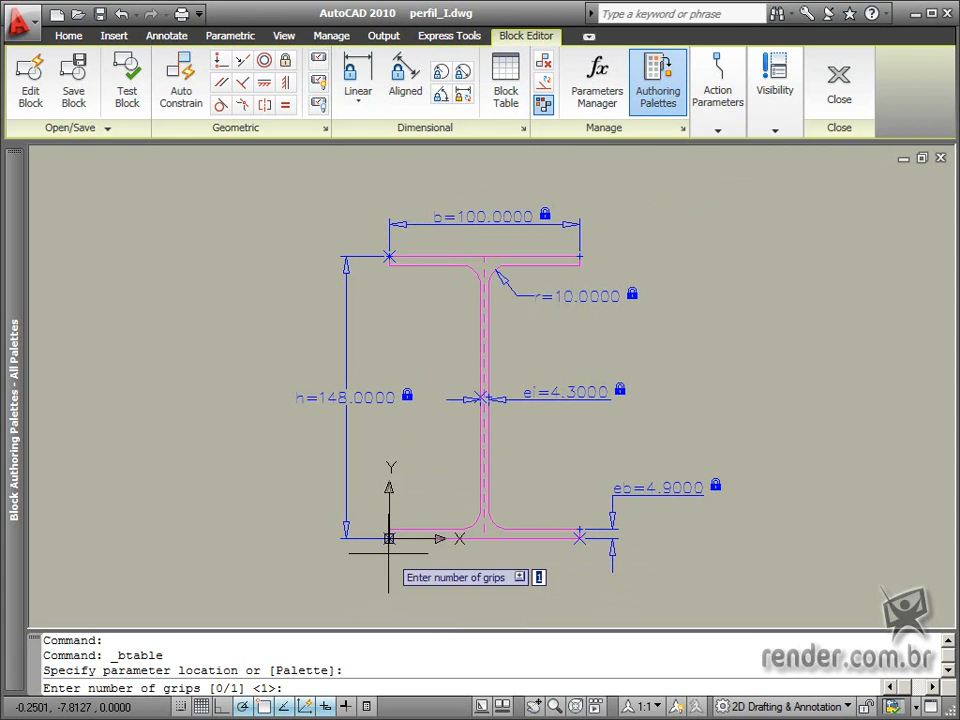 AutoCAD 2010 perfil_I.dwg
Type a keyword or phrase
Home Insert Annotate Parametric View Manage Output Express Tools Block Editor
Edit Block
Save Block
Test Block
Auto Constrain
Linear
Aligned
Block Table
Parameters Manager
Authoring Palettes
Action Parameters
Visibility
Close
Open/Save Geometric Dimensional Manage Close
b=100.0000
r=10.0000
h=148.0000
ei=4.3000
eb=4.9000
Y
X
Enter number of grips 1
Block Authoring Palettes - All Palettes
render.com.br
Command:
Command: _btable
Specify parameter location or [Palette]:
Enter number of grips [0/1] <1>:
-0.2501, -7.8127, 0.0000
1:1
2D Drafting & Annotation